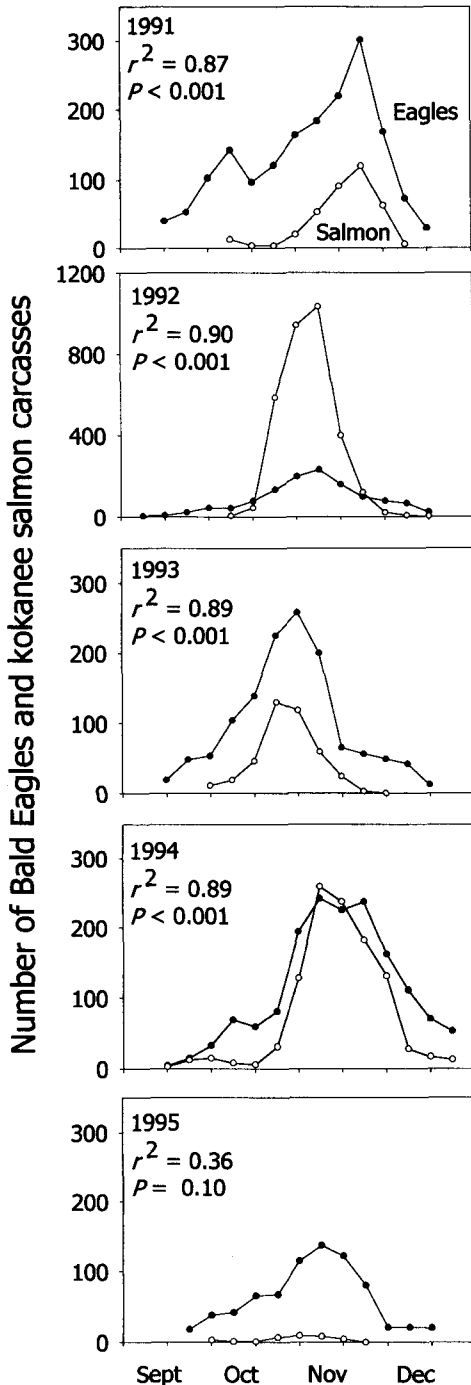 Number of Bald Eagles and kokanee salmon carcasses
1991
r² = 0.87
P < 0.001
Eagles
Salmon
300
200
100
0
1992
r² = 0.90
P < 0.001
1200
800
400
0
1993
r² = 0.89
P < 0.001
300
200
100
0
1994
r² = 0.89
P < 0.001
300
200
100
0
1995
r² = 0.36
P = 0.10
300
200
100
0
Sept Oct Nov Dec